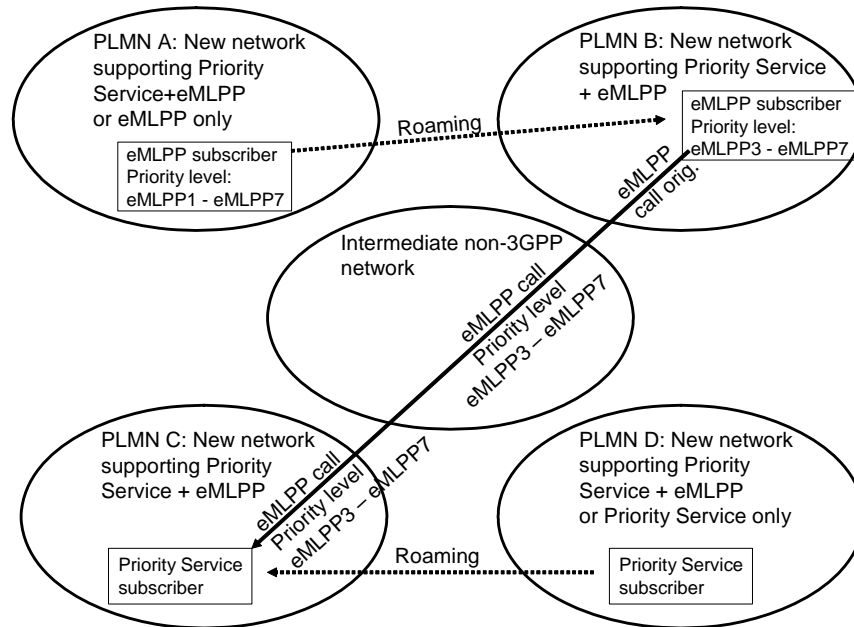 PLMN A: New network
supporting Priority
Service+eMLPP
or eMLPP only
eMLPP subscriber
Priority level:
eMLPP1 - eMLPP7
Roaming
PLMN B: New network
supporting Priority Service
+ eMLPP
eMLPP subscriber
Priority level:
eMLPP3 - eMLPP7
eMLPP
call orig.
Intermediate non-3GPP
network
eMLPP call
Priority level
eMLPP3 – eMLPP7
PLMN C: New network
supporting Priority
Service + eMLPP
eMLPP call
Priority level
eMLPP3 – eMLPP7
Priority Service
subscriber
Roaming
PLMN D: New network
supporting Priority
Service + eMLPP
or Priority Service only
Priority Service
subscriber